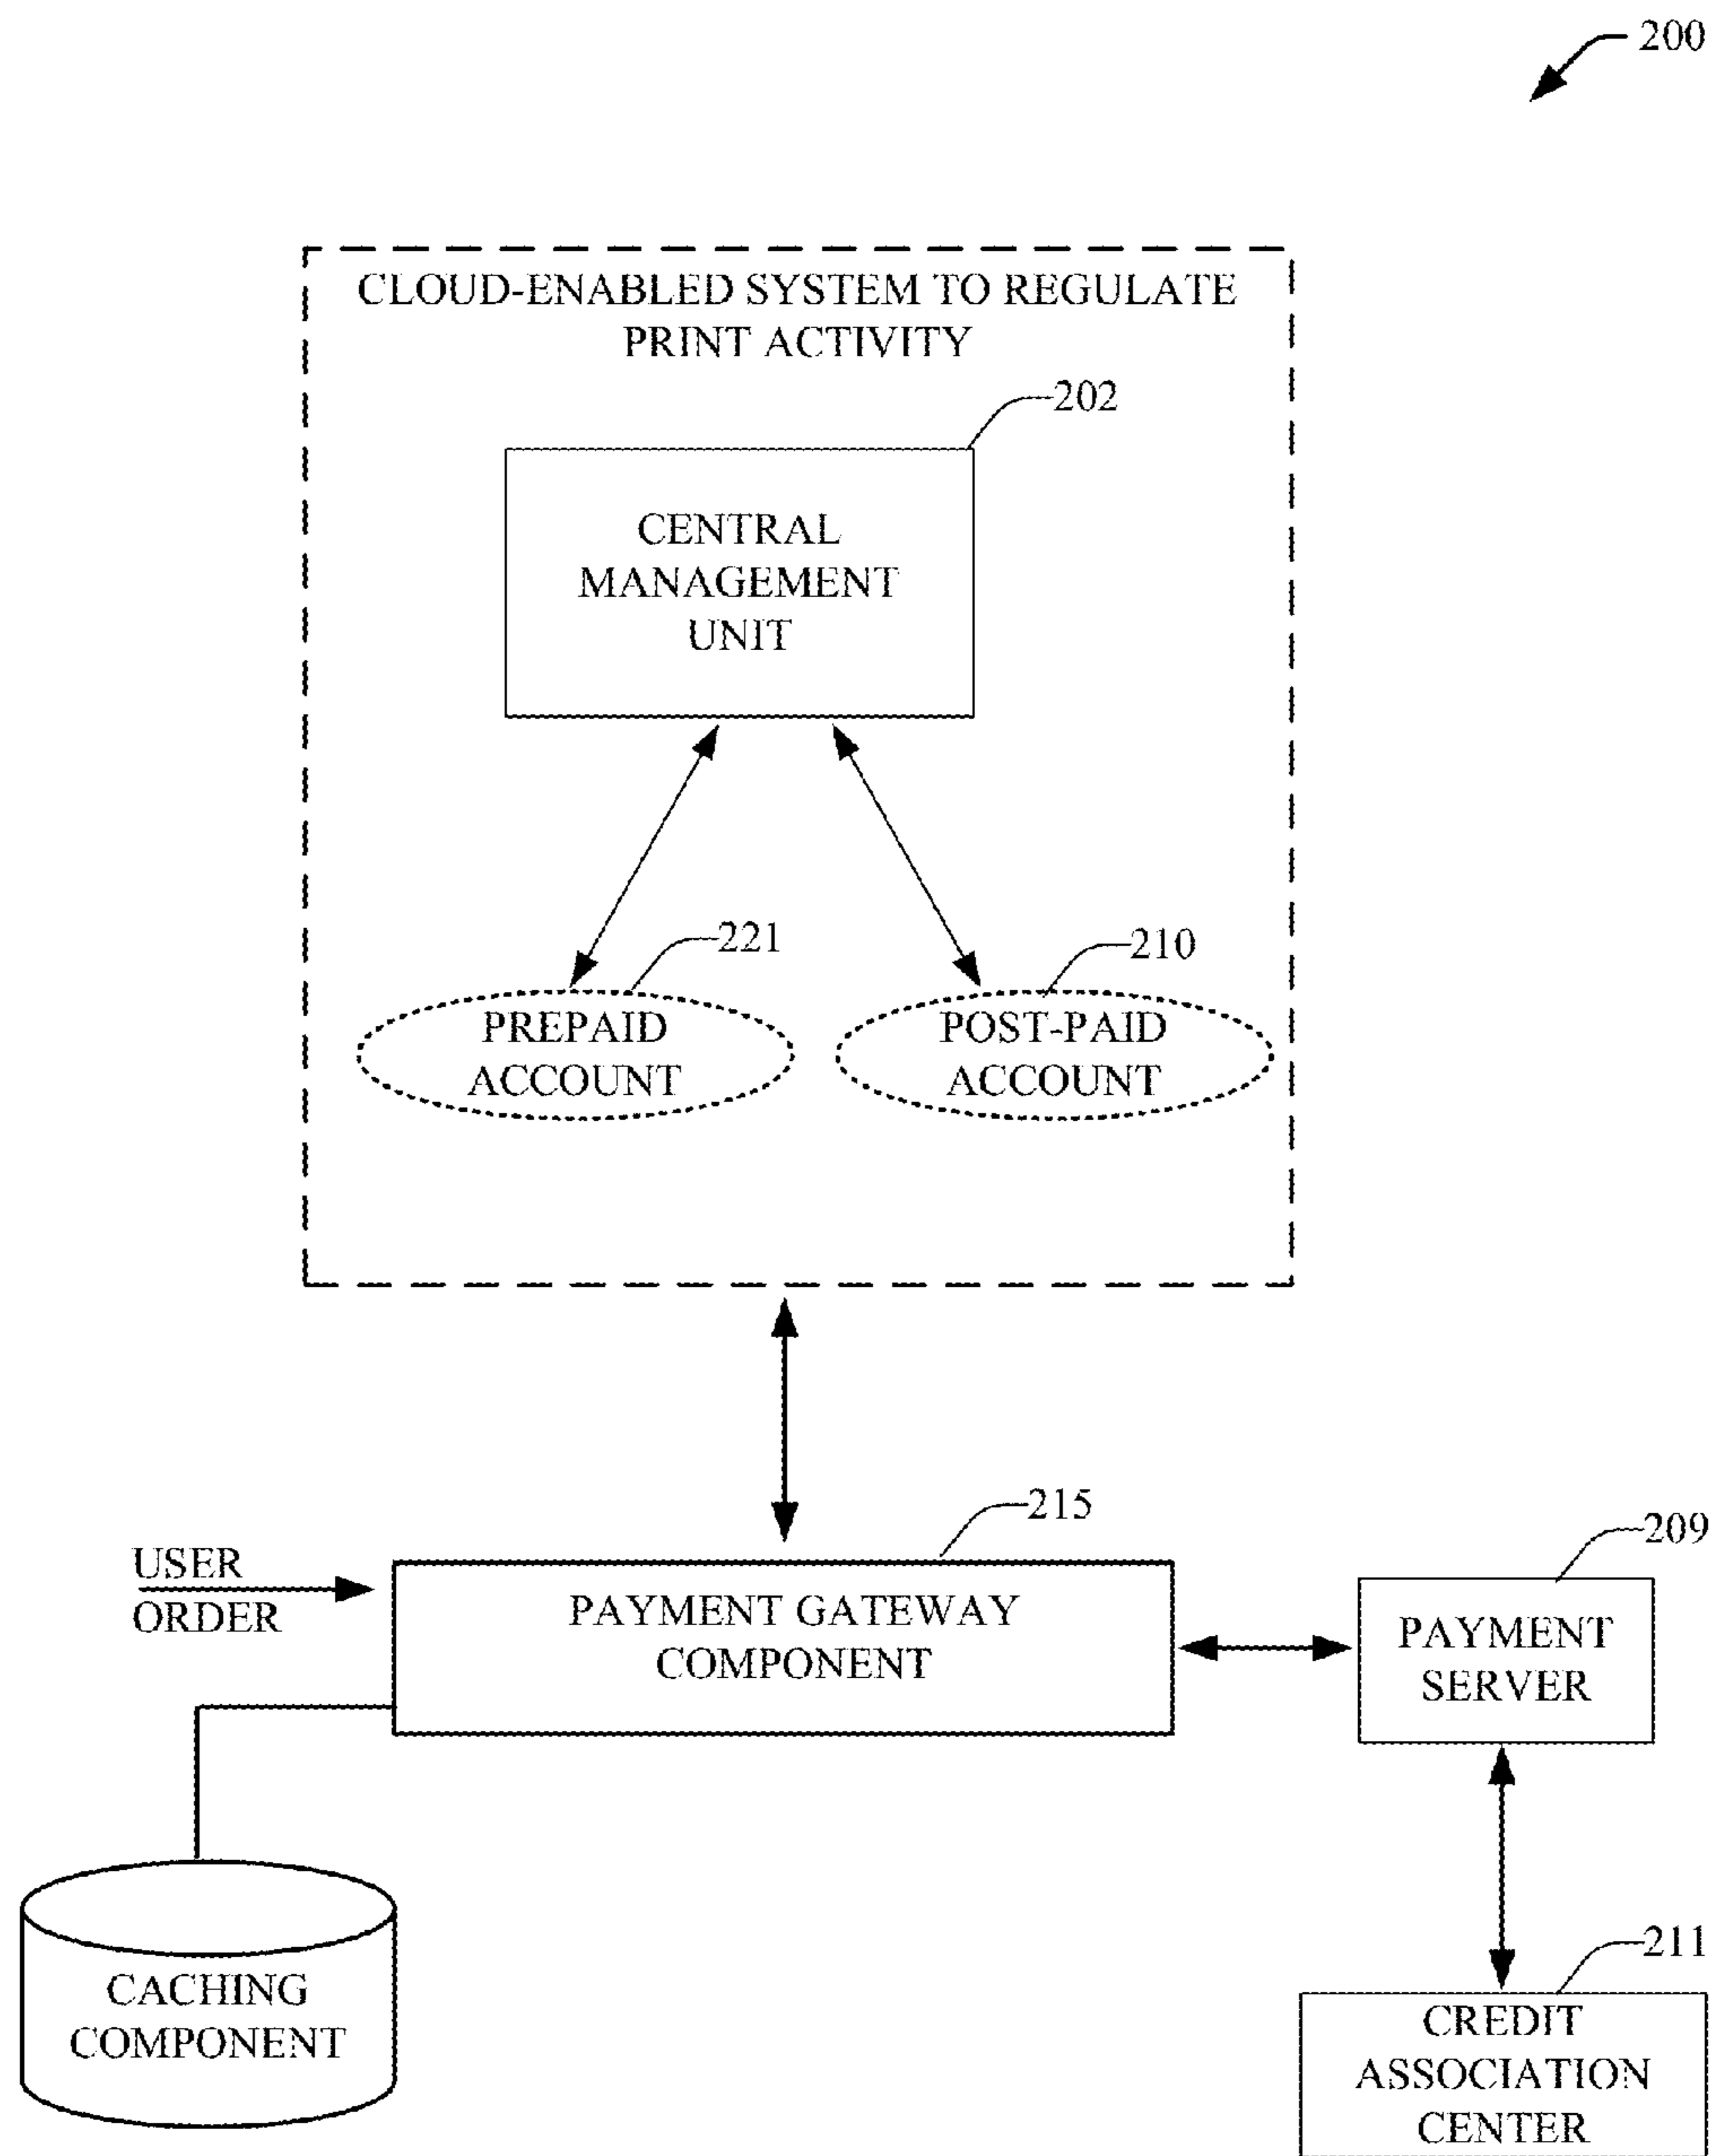 200
CLOUD-ENABLED SYSTEM TO REGULATE
PRINT ACTIVITY
202
CENTRAL
MANAGEMENT
UNIT
221
210
PREPAID
ACCOUNT
POST-PAID
ACCOUNT
215
209
USER
ORDER
PAYMENT GATEWAY
COMPONENT
PAYMENT
SERVER
211
CACHING
COMPONENT
CREDIT
ASSOCIATION
CENTER